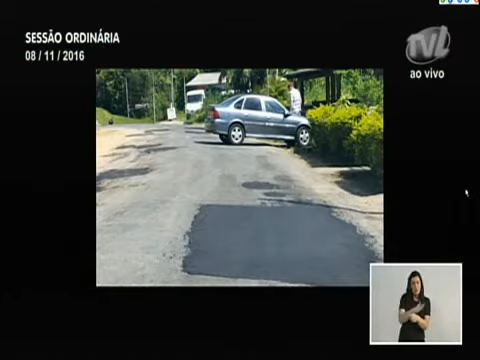 SESSÃO ORDINÁRIA
08 / 11 / 2016
TVL
ao vivo